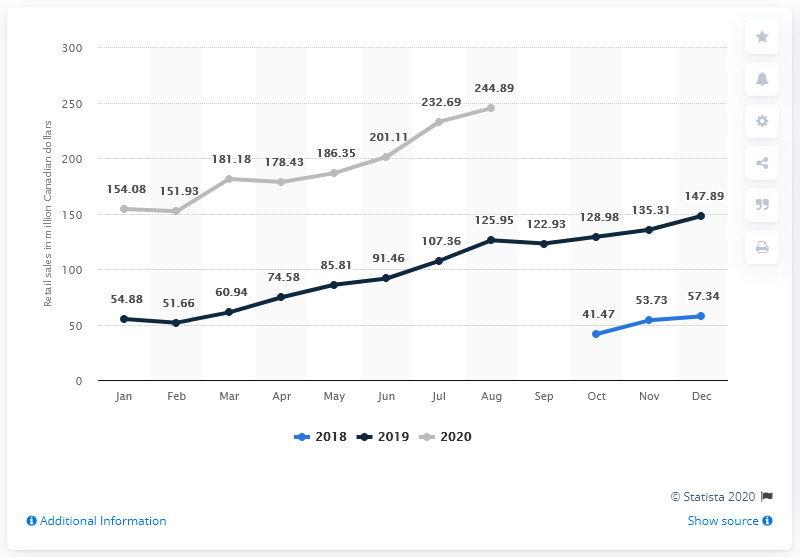 300
250
200
150
100
50
0
Retail sales in million Canadian dollars
154.08 151.93 181.18 178.43 186.35 201.11 232.69 244.89
54.88 51.66 60.94 74.58 85.81 91.46 107.36 125.95 122.93 128.98 135.31 147.89
41.47 53.73 57.34
Jan Feb Mar Apr May Jun Jul Aug Sep Oct Nov Dec
2018 2019 2020
© Statista 2020
Additional Information Show source